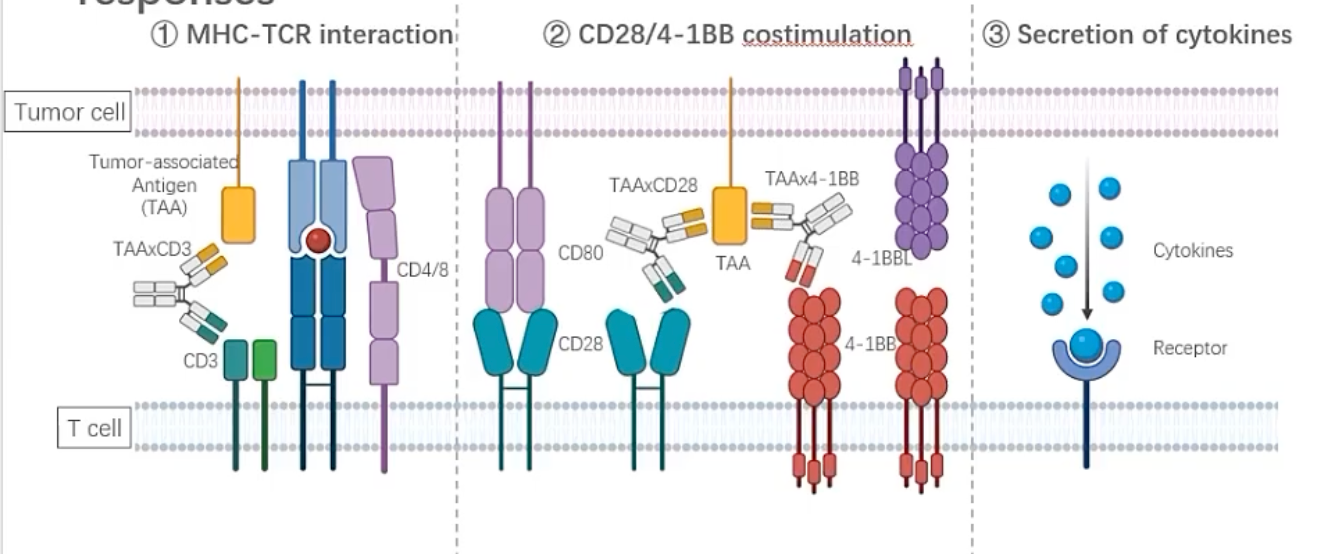 responses
① MHC-TCR interaction
② CD28/4-1BB costimulation
③ Secretion of cytokines
Tumor cell
Tumor-associated
Antigen
(TAA)
TAAxCD3
CD4/8
CD3
TAAxCD28
TAAx4-1BB
CD80
TAA
4-1BBL
CD28
4-1BB
Cytokines
Receptor
T cell